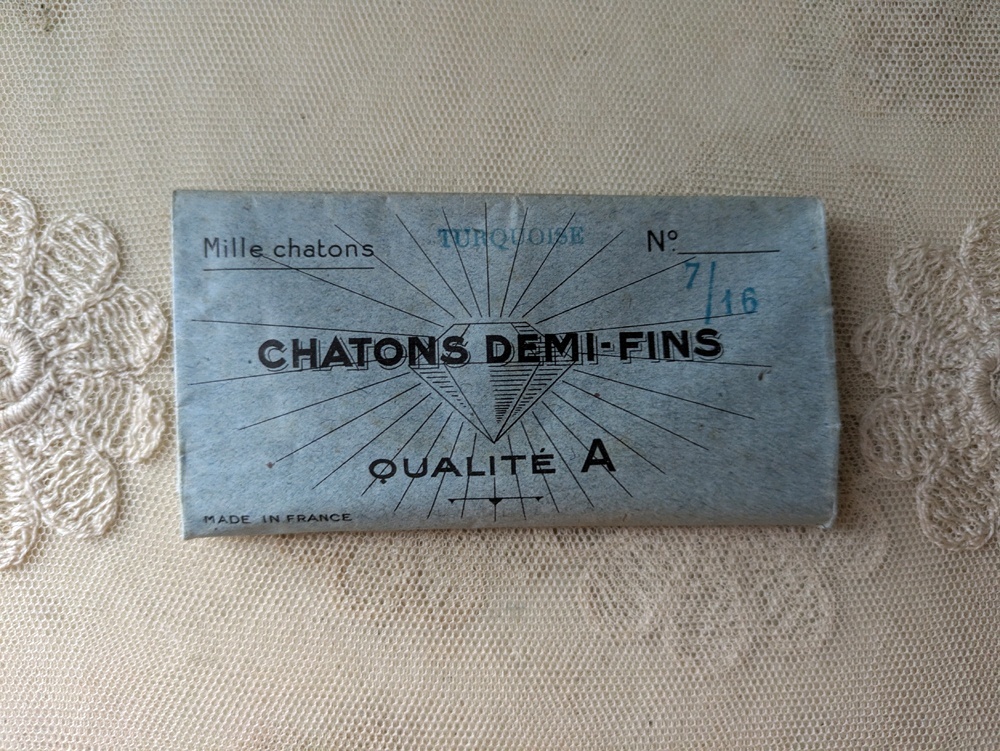 Mille chatons TURQUOISE Nº
7/16
CHATONS DEMI-FINS
QUALITÉ A
MADE IN FRANCE